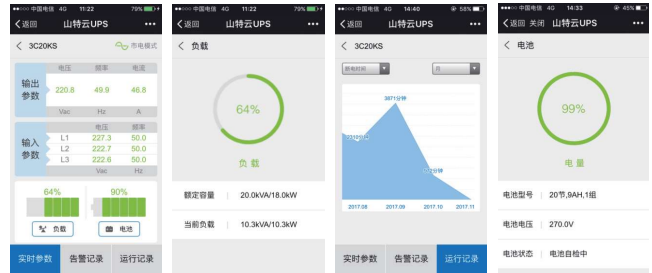 中国电信 4G 11:22 79%
返回 山特云UPS
3C20KS 市电模式
电压 频率 电流
输出参数 220.8 49.9 46.8
Vac Hz A
电压 频率
输入参数
L1 227.3 50.0
L2 222.7 50.0
L3 222.6 50.0
Vac Hz
64% 90%
负载 电池
实时参数 告警记录 运行记录
中国电信 4G 11:22 79%
返回 山特云UPS
负载
64%
负载
额定容量 20.0kVA/18.0kW
当前负载 10.3kVA/10.3kW
中国电信 4G 14:40 58%
返回 山特云UPS
3C20KS
月
3871分钟
2017.08 2017.09 2017.10 2017.11
实时参数 告警记录 运行记录
中国电信 4G 14:33 45%
返回 关闭 山特云UPS
电池
99%
电量
电池型号 20节,9AH,1组
电池电压 270.0V
电池状态 电池自检中